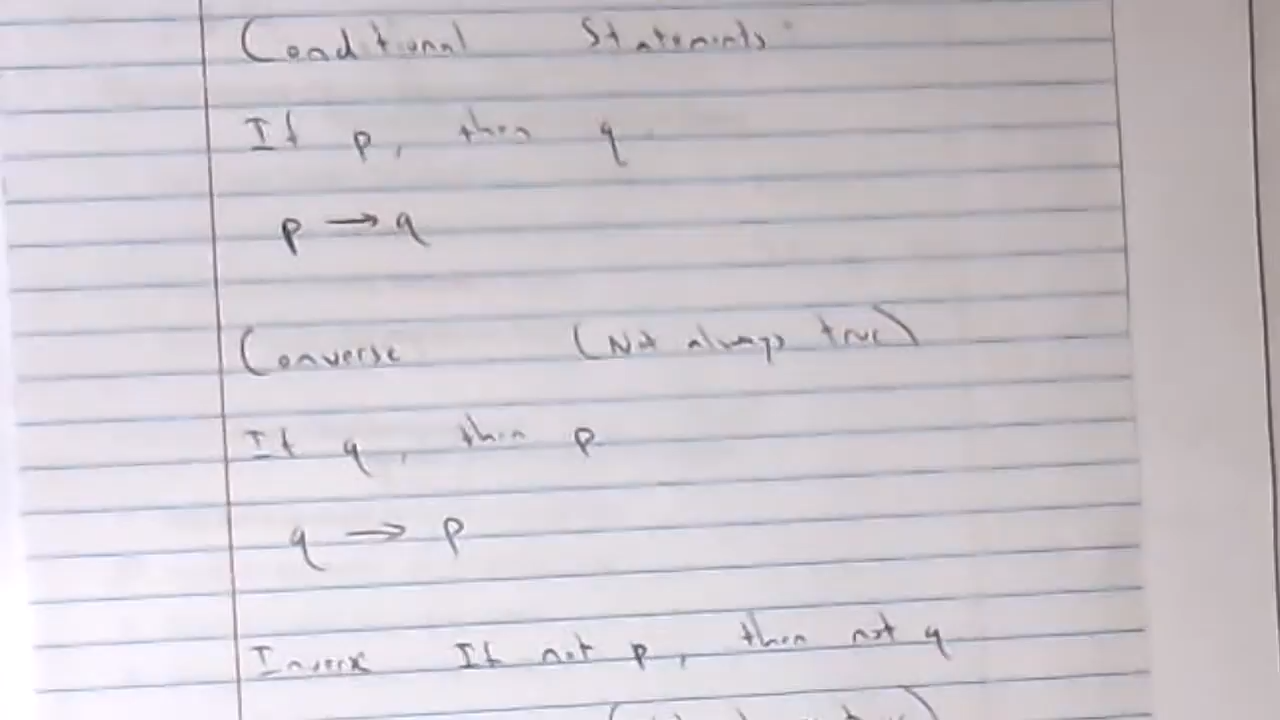 Conditional Statements
If p, then q
p → q
Converse (Not always true)
If q, then p
q → p
Inverse If not p, then not q